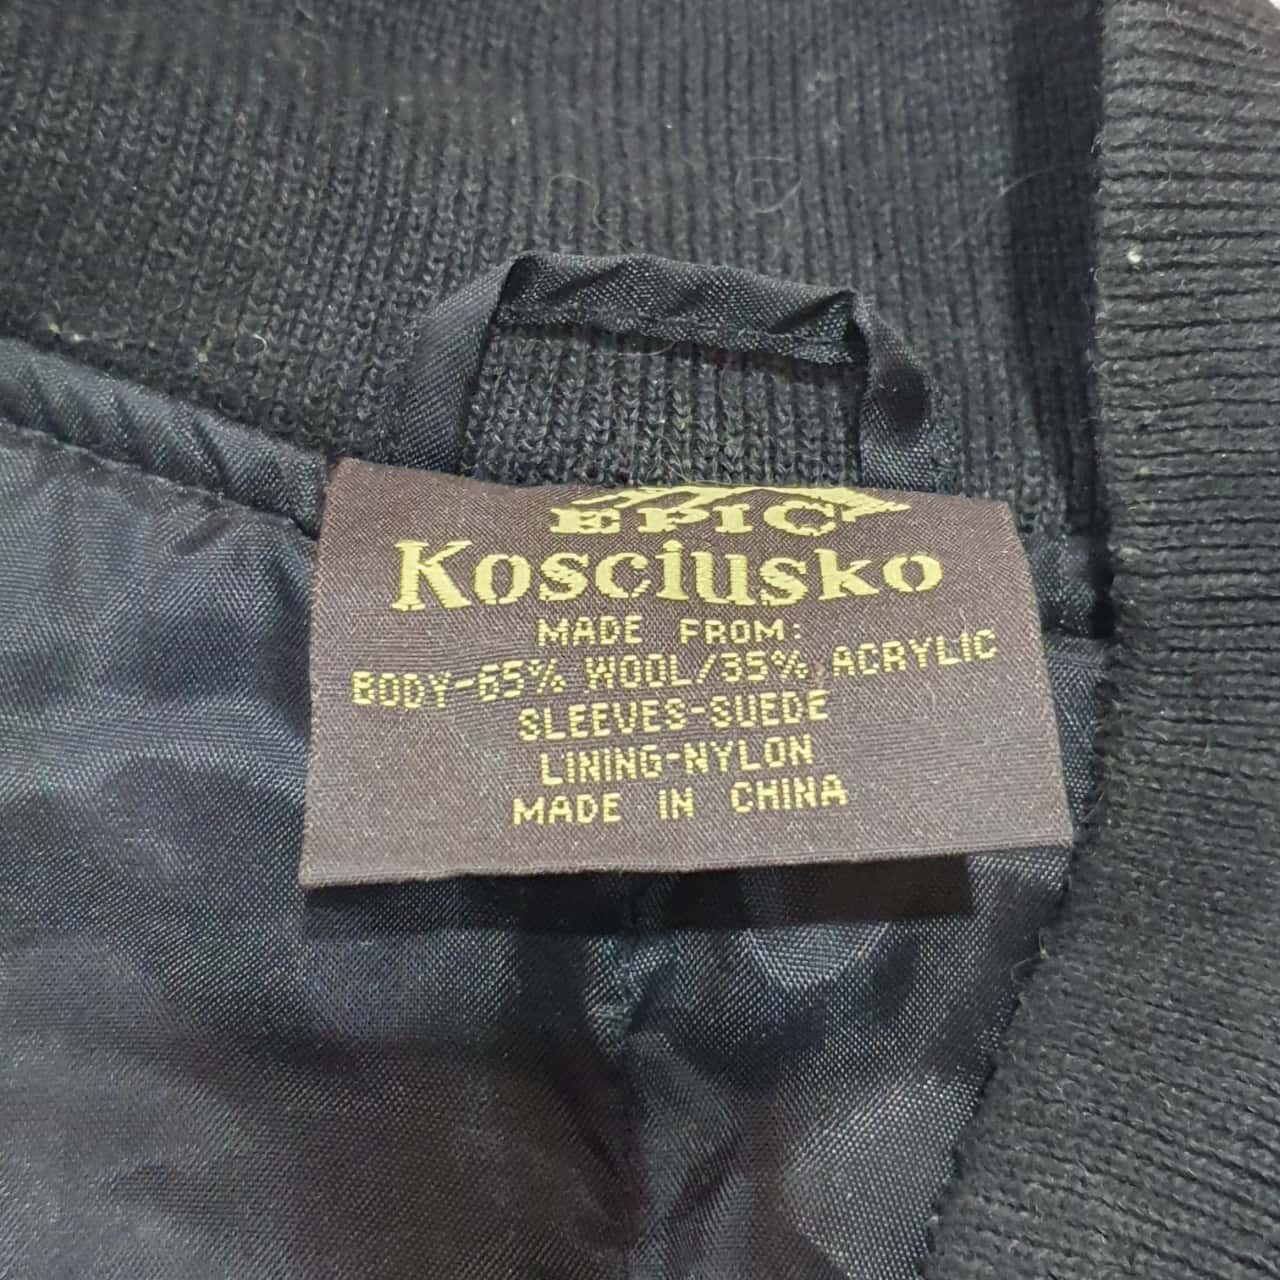 EPIC
Kosciusko
MADE FROM:
BODY-65% WOOL/35% ACRYLIC
SLEEVES-SUEDE
LINING-NYLON
MADE IN CHINA